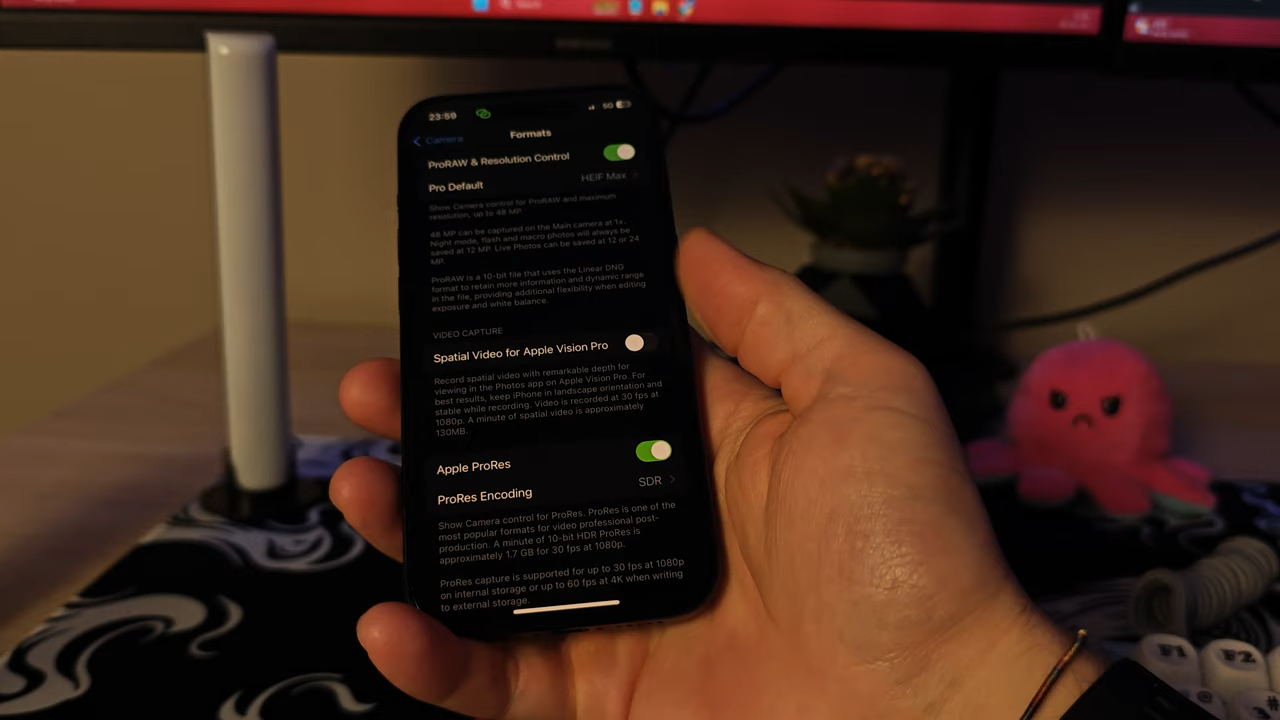 23:59
5G
Camera
Formats
ProRAW & Resolution Control
Pro Default
HEIF Max
Show Camera control for ProRAW and maximum
resolution, up to 48 MP.
48 MP can be captured on the Main camera at 1x.
Night mode, flash and macro photos will always be
saved at 12 MP. Live Photos can be saved at 12 or 24
MP.
ProRAW is a 10-bit file that uses the Linear DNG
format to retain more information and dynamic range
in the file, providing additional flexibility when editing
exposure and white balance.
VIDEO CAPTURE
Spatial Video for Apple Vision Pro
Record spatial video with remarkable depth for
viewing in the Photos app on Apple Vision Pro. For
best results, keep iPhone in landscape orientation and
stable while recording. Video is recorded at 30 fps at
1080p. A minute of spatial video is approximately
130MB.
Apple ProRes
ProRes Encoding
SDR
Show Camera control for ProRes. ProRes is one of the
most popular formats for video professional post-
production. A minute of 10-bit HDR ProRes is
approximately 1.7 GB for 30 fps at 1080p.
ProRes capture is supported for up to 30 fps at 1080p
on internal storage or up to 60 fps at 4K when writing
to external storage.
F1
F2
@
#